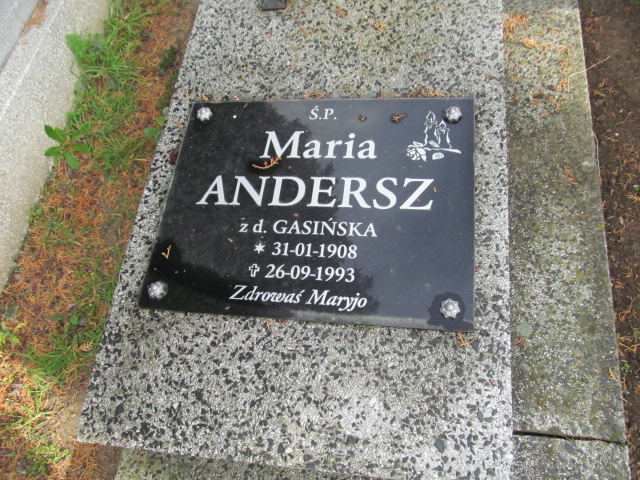 Ś.P.
Maria
ANDERSZ
z d. GASIŃSKA
✶ 31-01-1908
✞ 26-09-1993
Zdrowaś Maryjo